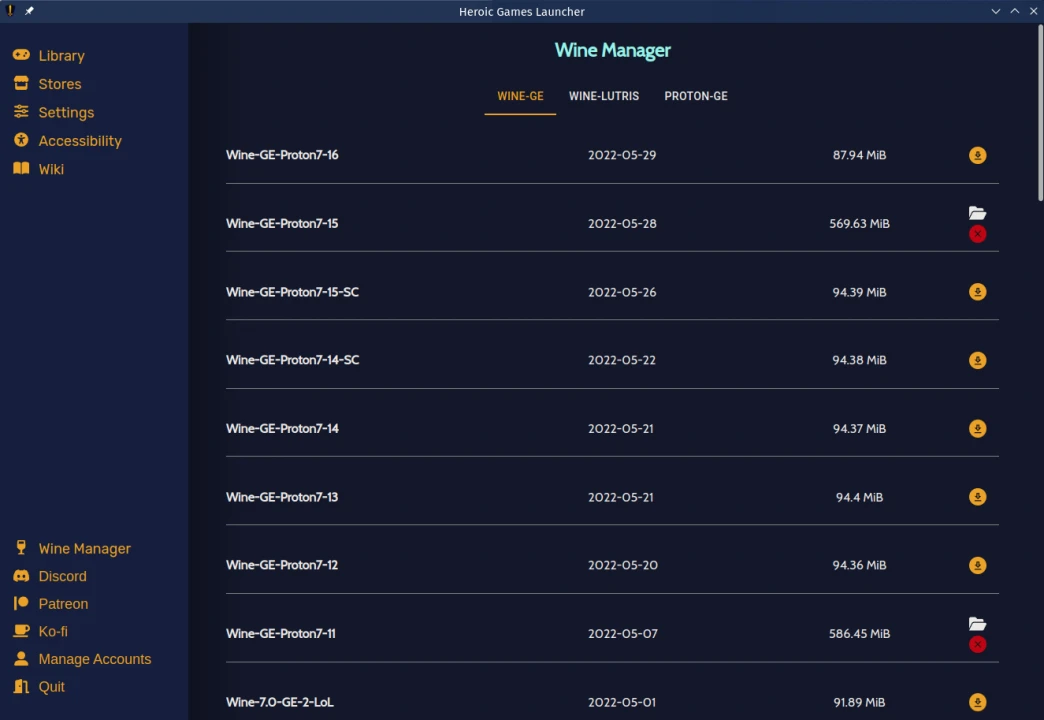 Heroic Games Launcher
Library
Stores
Settings
Accessibility
Wiki
Wine Manager
Discord
Patreon
Ko-fi
Manage Accounts
Quit
Wine Manager
WINE-GE WINE-LUTRIS PROTON-GE
Wine-GE-Proton7-16 2022-05-29 87.94 MiB
Wine-GE-Proton7-15 2022-05-28 569.63 MiB
Wine-GE-Proton7-15-SC 2022-05-26 94.39 MiB
Wine-GE-Proton7-14-SC 2022-05-22 94.38 MiB
Wine-GE-Proton7-14 2022-05-21 94.37 MiB
Wine-GE-Proton7-13 2022-05-21 94.4 MiB
Wine-GE-Proton7-12 2022-05-20 94.36 MiB
Wine-GE-Proton7-11 2022-05-07 586.45 MiB
Wine-7.0-GE-2-LoL 2022-05-01 91.89 MiB